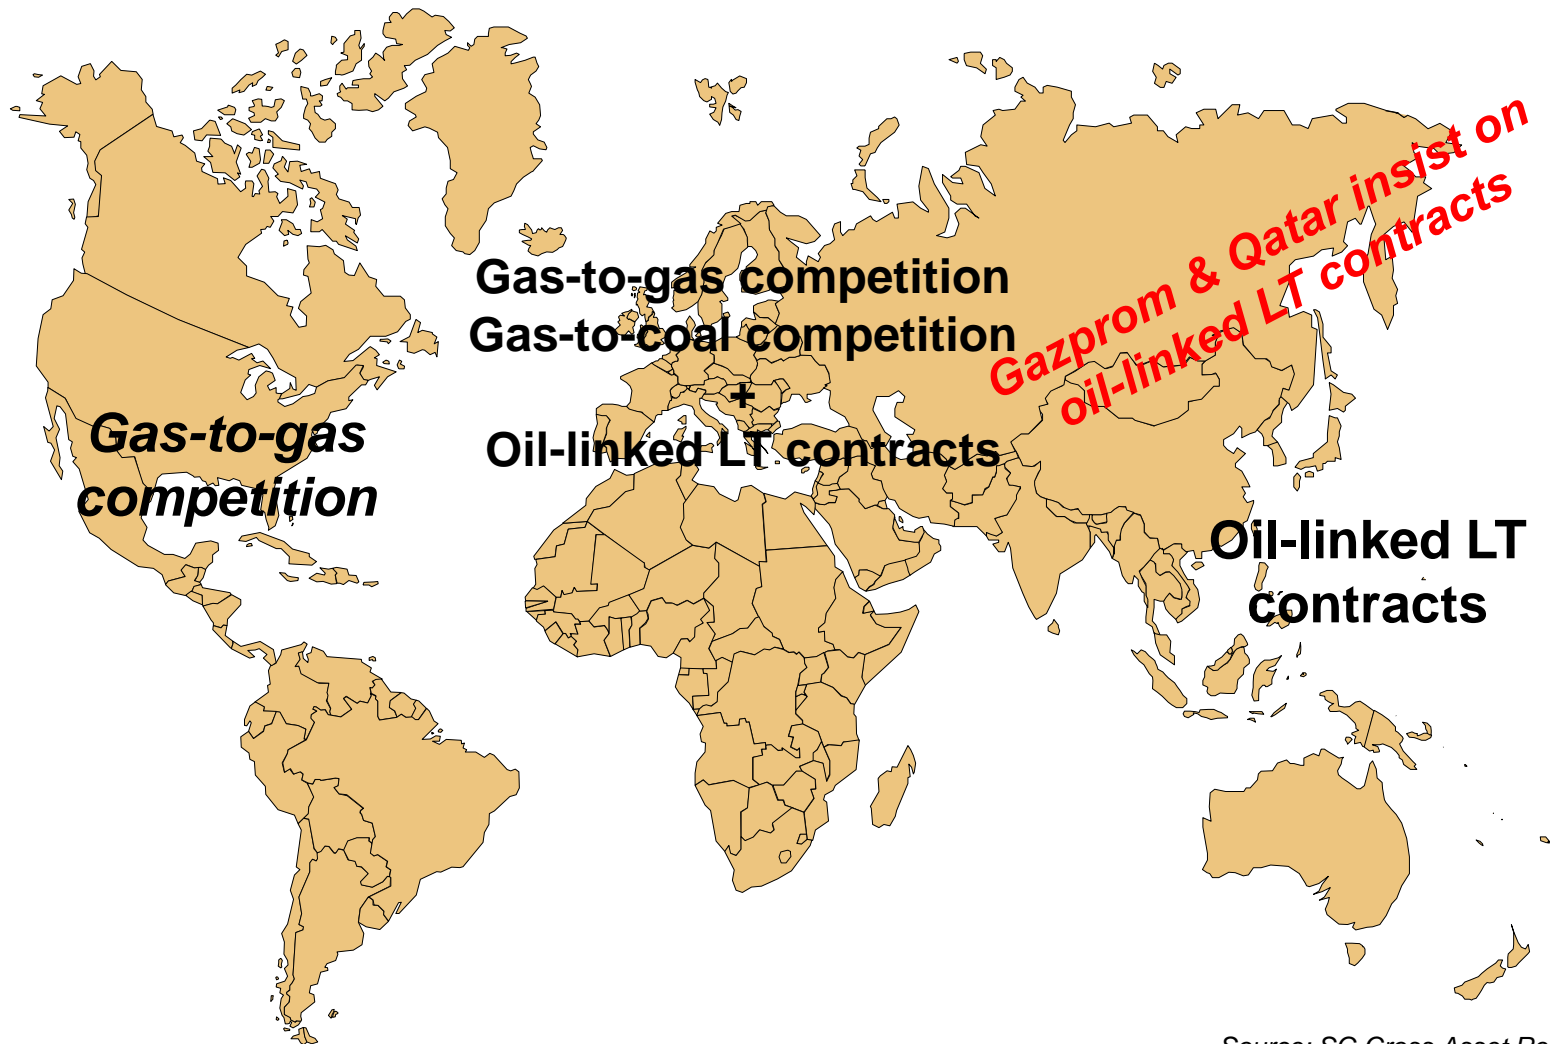 Gazprom & Qatar insist on
oil-linked LT contracts
Gas-to-gas competition
Gas-to-coal competition
+
Oil-linked LT contracts
Gas-to-gas
competition
Oil-linked LT
contracts